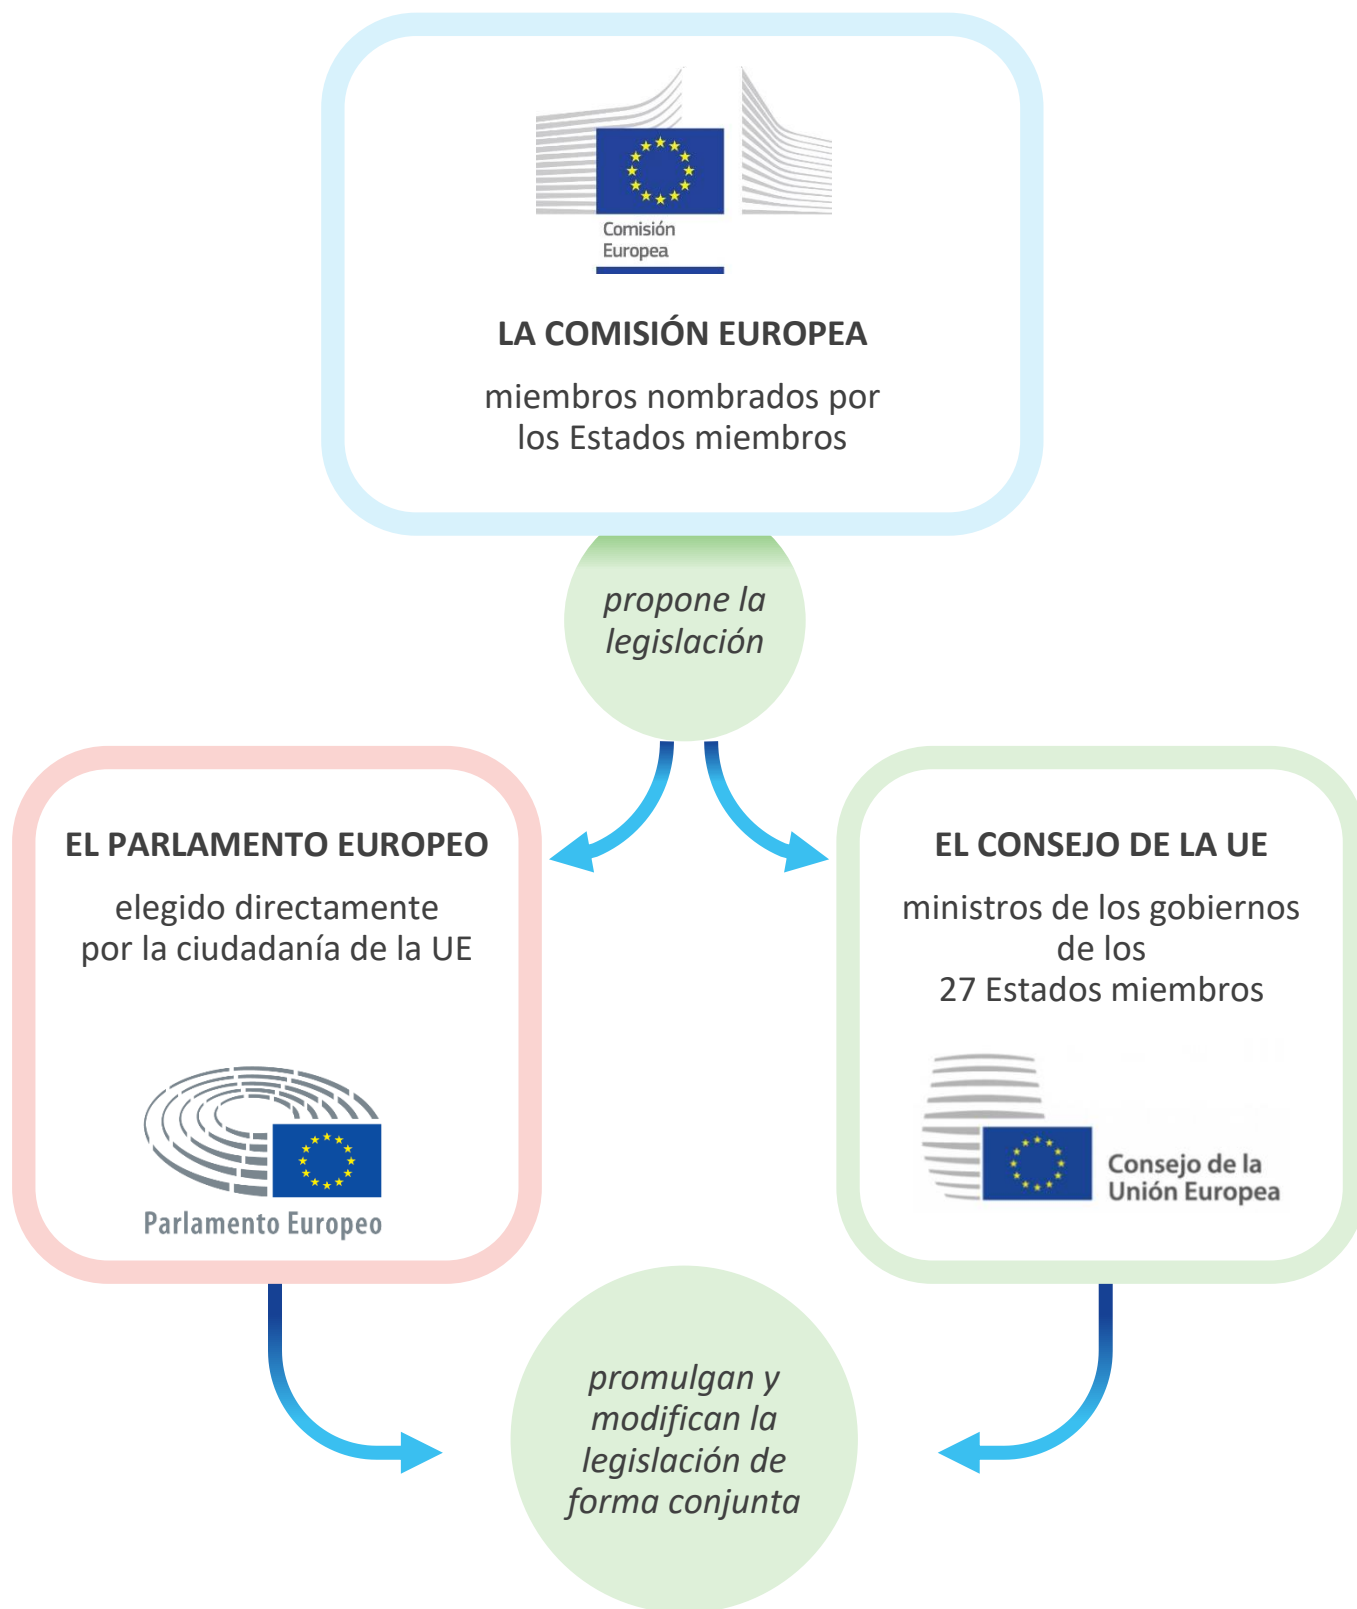 Comisión
Europea
LA COMISIÓN EUROPEA
miembros nombrados por
los Estados miembros
propone la
legislación
EL PARLAMENTO EUROPEO
elegido directamente
por la ciudadanía de la UE
Parlamento Europeo
EL CONSEJO DE LA UE
ministros de los gobiernos
de los
27 Estados miembros
Consejo de la
Unión Europea
promulgan y
modifican la
legislación de
forma conjunta